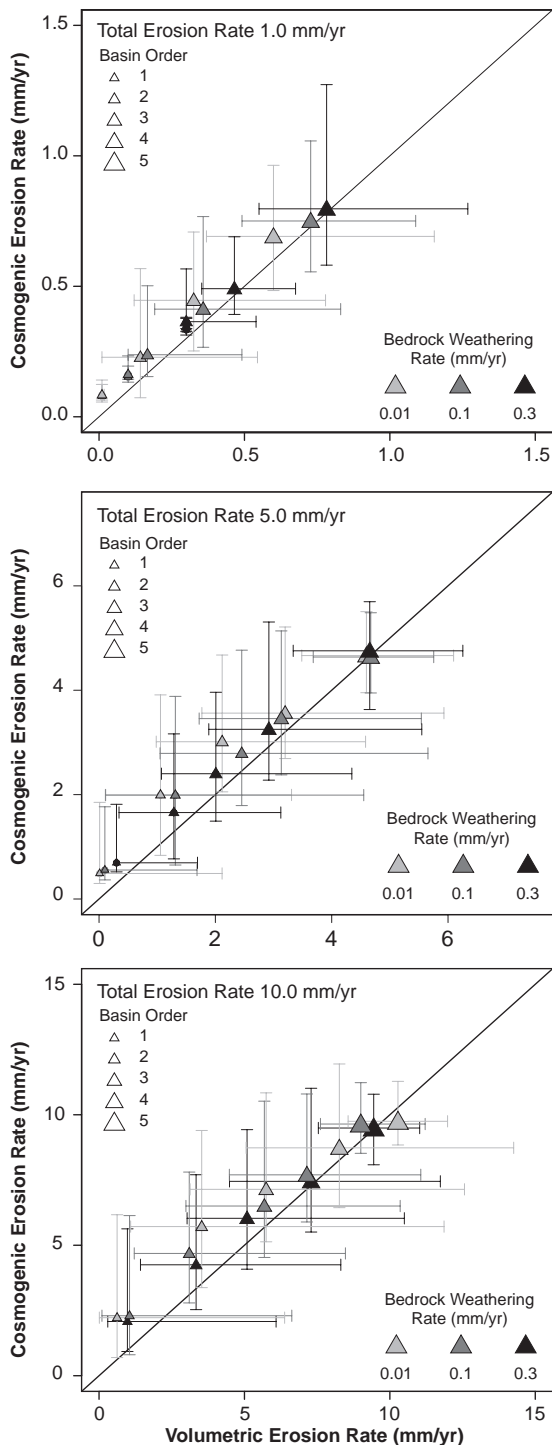 Total Erosion Rate 1.0 mm/yr
Basin Order
1
2
3
4
5
Cosmogenic Erosion Rate (mm/yr)
1.5
1.0
0.5
0.0
Bedrock Weathering
Rate (mm/yr)
0.01 0.1 0.3
0.0 0.5 1.0 1.5
Total Erosion Rate 5.0 mm/yr
Basin Order
1
2
3
4
5
Cosmogenic Erosion Rate (mm/yr)
6
4
2
0
Bedrock Weathering
Rate (mm/yr)
0.01 0.1 0.3
0 2 4 6
Total Erosion Rate 10.0 mm/yr
Basin Order
1
2
3
4
5
Cosmogenic Erosion Rate (mm/yr)
15
10
5
0
Bedrock Weathering
Rate (mm/yr)
0.01 0.1 0.3
0 5 10 15
Volumetric Erosion Rate (mm/yr)